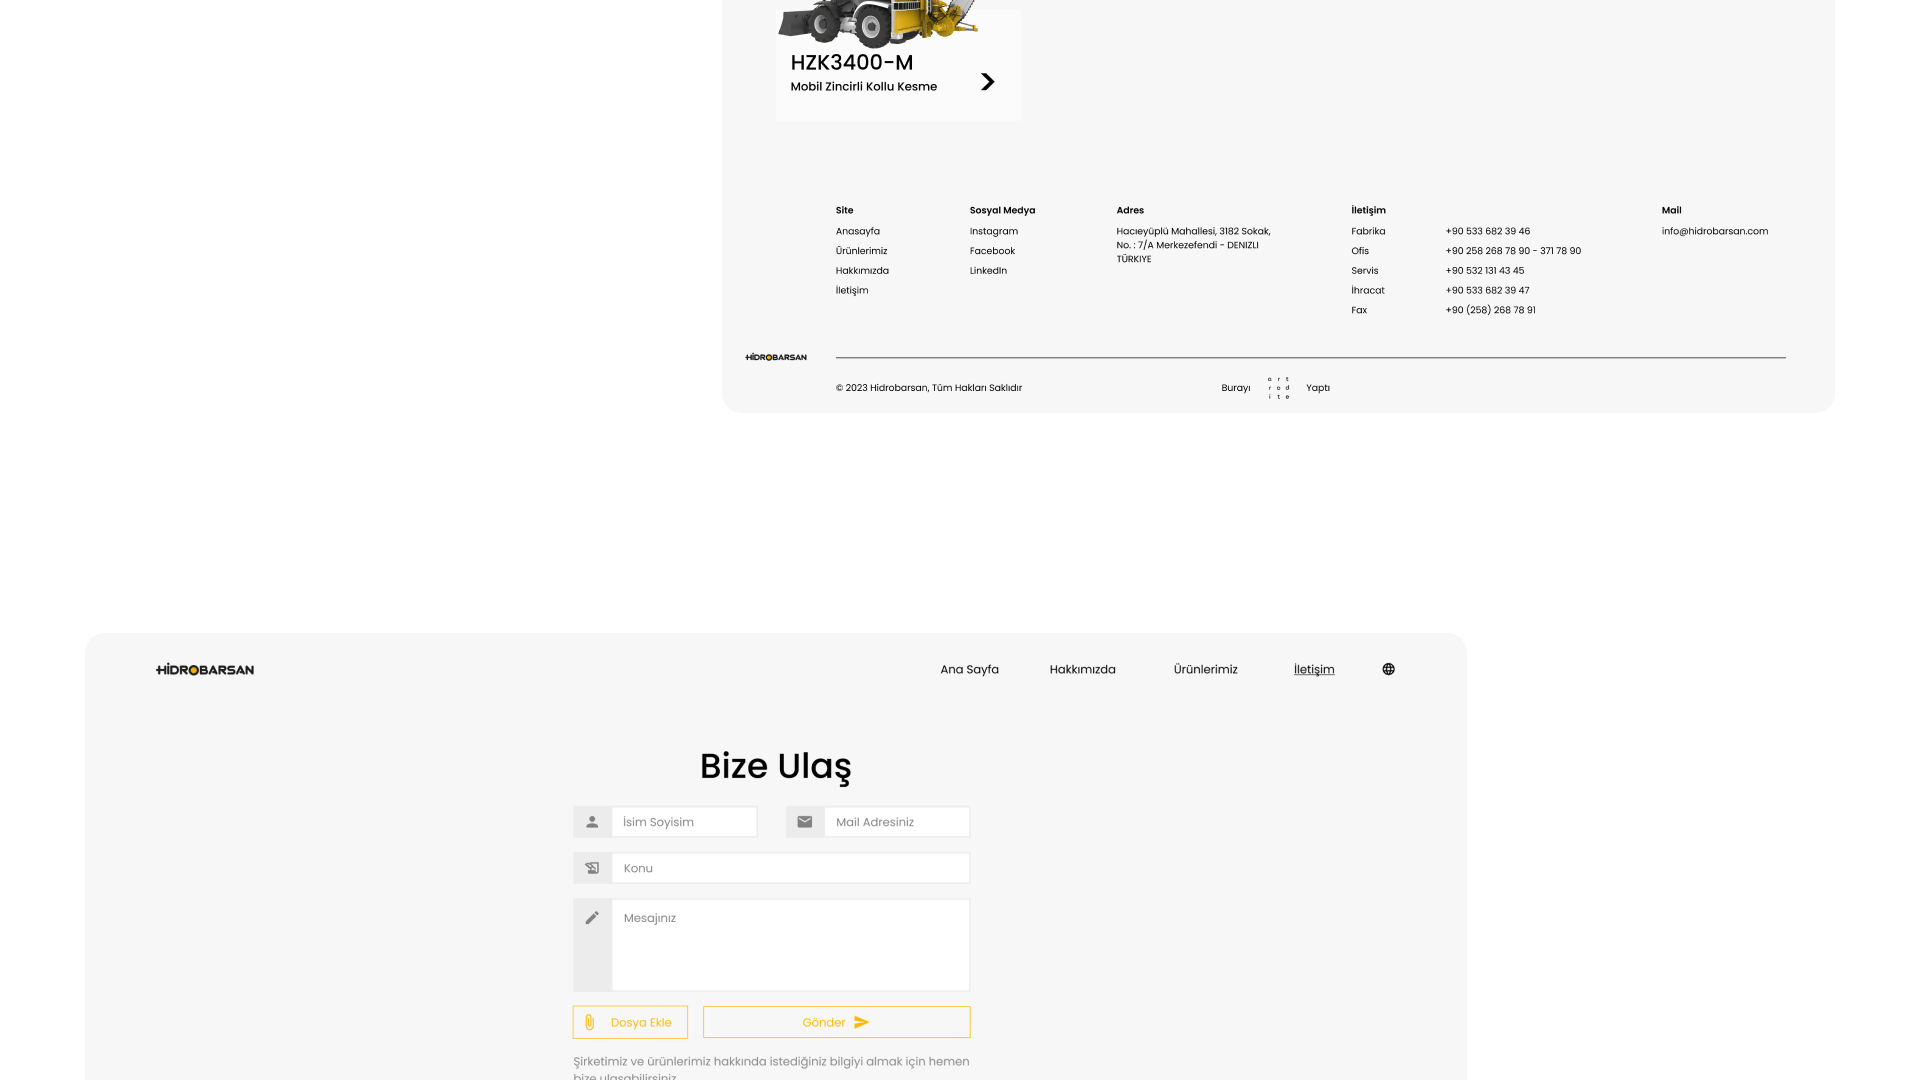 HZK3400-M
Mobil Zincirli Kollu Kesme
Site
Anasayfa
Ürünlerimiz
Hakkımızda
İletişim
Sosyal Medya
Instagram
Facebook
LinkedIn
Adres
Hacıeyüplü Mahallesi, 3182 Sokak,
No. : 7/A Merkezefendi - DENIZLI
TÜRKIYE
İletişim
Fabrika +90 533 682 39 46
Ofis +90 258 268 78 90 - 371 78 90
Servis +90 532 131 43 45
İhracat +90 533 682 39 47
Fax +90 (258) 268 78 91
Mail
info@hidrobarsan.com
HİDROBARSAN
© 2023 Hidrobarsan, Tüm Hakları Saklıdır
Burayı
art
rod
ite
Yaptı
HİDROBARSAN
Ana Sayfa Hakkımızda Ürünlerimiz İletişim
Bize Ulaş
İsim Soyisim
Mail Adresiniz
Konu
Mesajınız
Dosya Ekle
Gönder
Şirketimiz ve ürünlerimiz hakkında istediğiniz bilgiyi almak için hemen
bize ulaşabilirsiniz